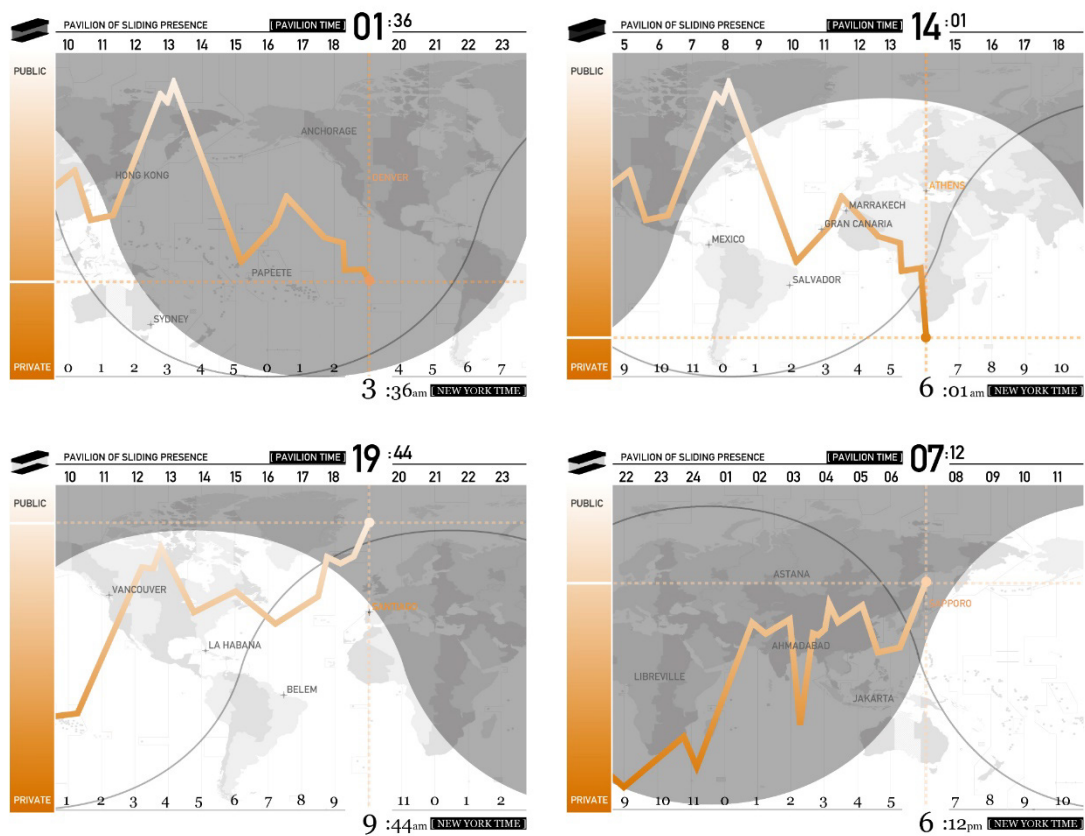 PAVILION OF SLIDING PRESENCE [ PAVILION TIME ] 01 :36
10 11 12 13 14 15 16 17 18 20 21 22 23
PUBLIC
ANCHORAGE
HONG KONG
DENVER
PAPEETE
SYDNEY
PRIVATE 0 1 2 3 4 5 0 1 2 4 5 6 7
3 :36am [ NEW YORK TIME ]
PAVILION OF SLIDING PRESENCE [ PAVILION TIME ] 14 :01
5 6 7 8 9 10 11 12 13 15 16 17 18
PUBLIC
ATHENS
MARRAKECH
GRAN CANARIA
MEXICO
SALVADOR
PRIVATE 9 10 11 0 1 2 3 4 5 7 8 9 10
6 :01am [ NEW YORK TIME ]
PAVILION OF SLIDING PRESENCE [ PAVILION TIME ] 19 :44
10 11 12 13 14 15 16 17 18 20 21 22 23
PUBLIC
VANCOUVER
LA HABANA
BELEM
PRIVATE 1 2 3 4 5 6 7 8 9 11 0 1 2
9 :44am [ NEW YORK TIME ]
PAVILION OF SLIDING PRESENCE [ PAVILION TIME ] 07 :12
22 23 24 01 02 03 04 05 06 08 09 10 11
PUBLIC
ASTANA
SAPPORO
AHMADABAD
LIBREVILLE
JAKARTA
PRIVATE 9 10 11 0 1 2 3 4 5 7 8 9 10
6 :12pm [ NEW YORK TIME ]